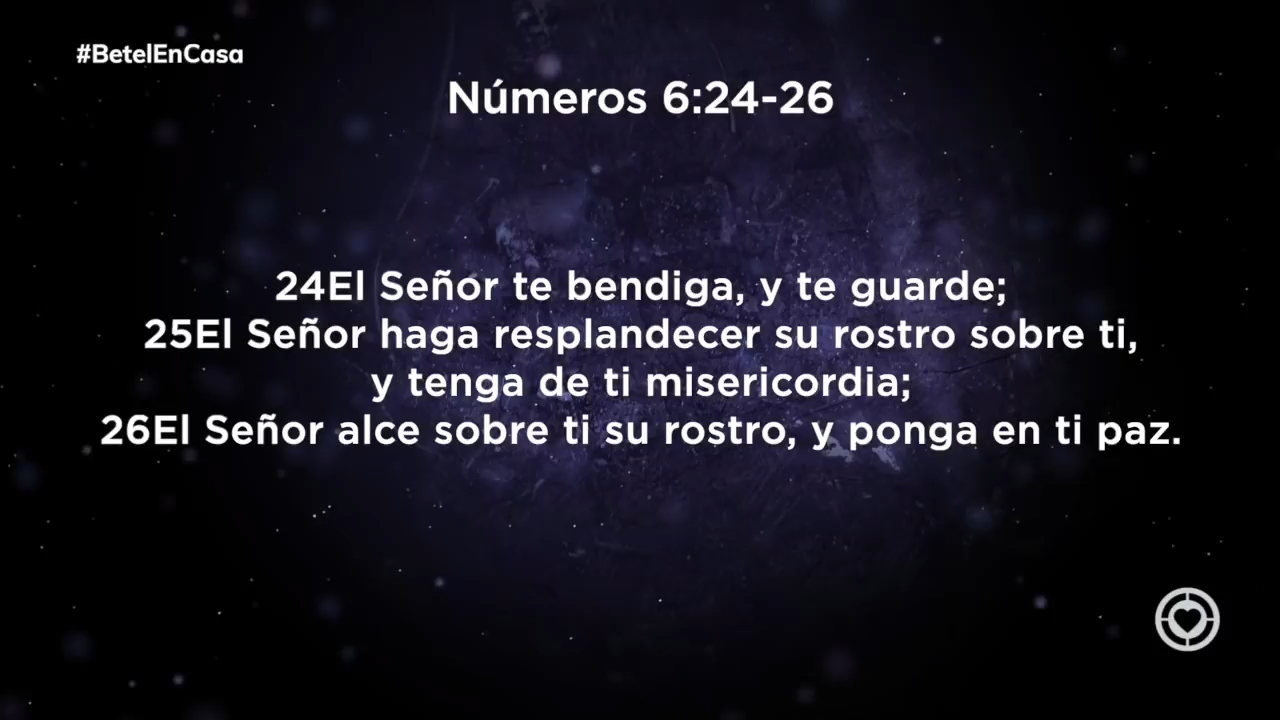 #BetelEnCasa
Números 6:24-26
24El Señor te bendiga, y te guarde;
25El Señor haga resplandecer su rostro sobre ti,
y tenga de ti misericordia;
26El Señor alce sobre ti su rostro, y ponga en ti paz.